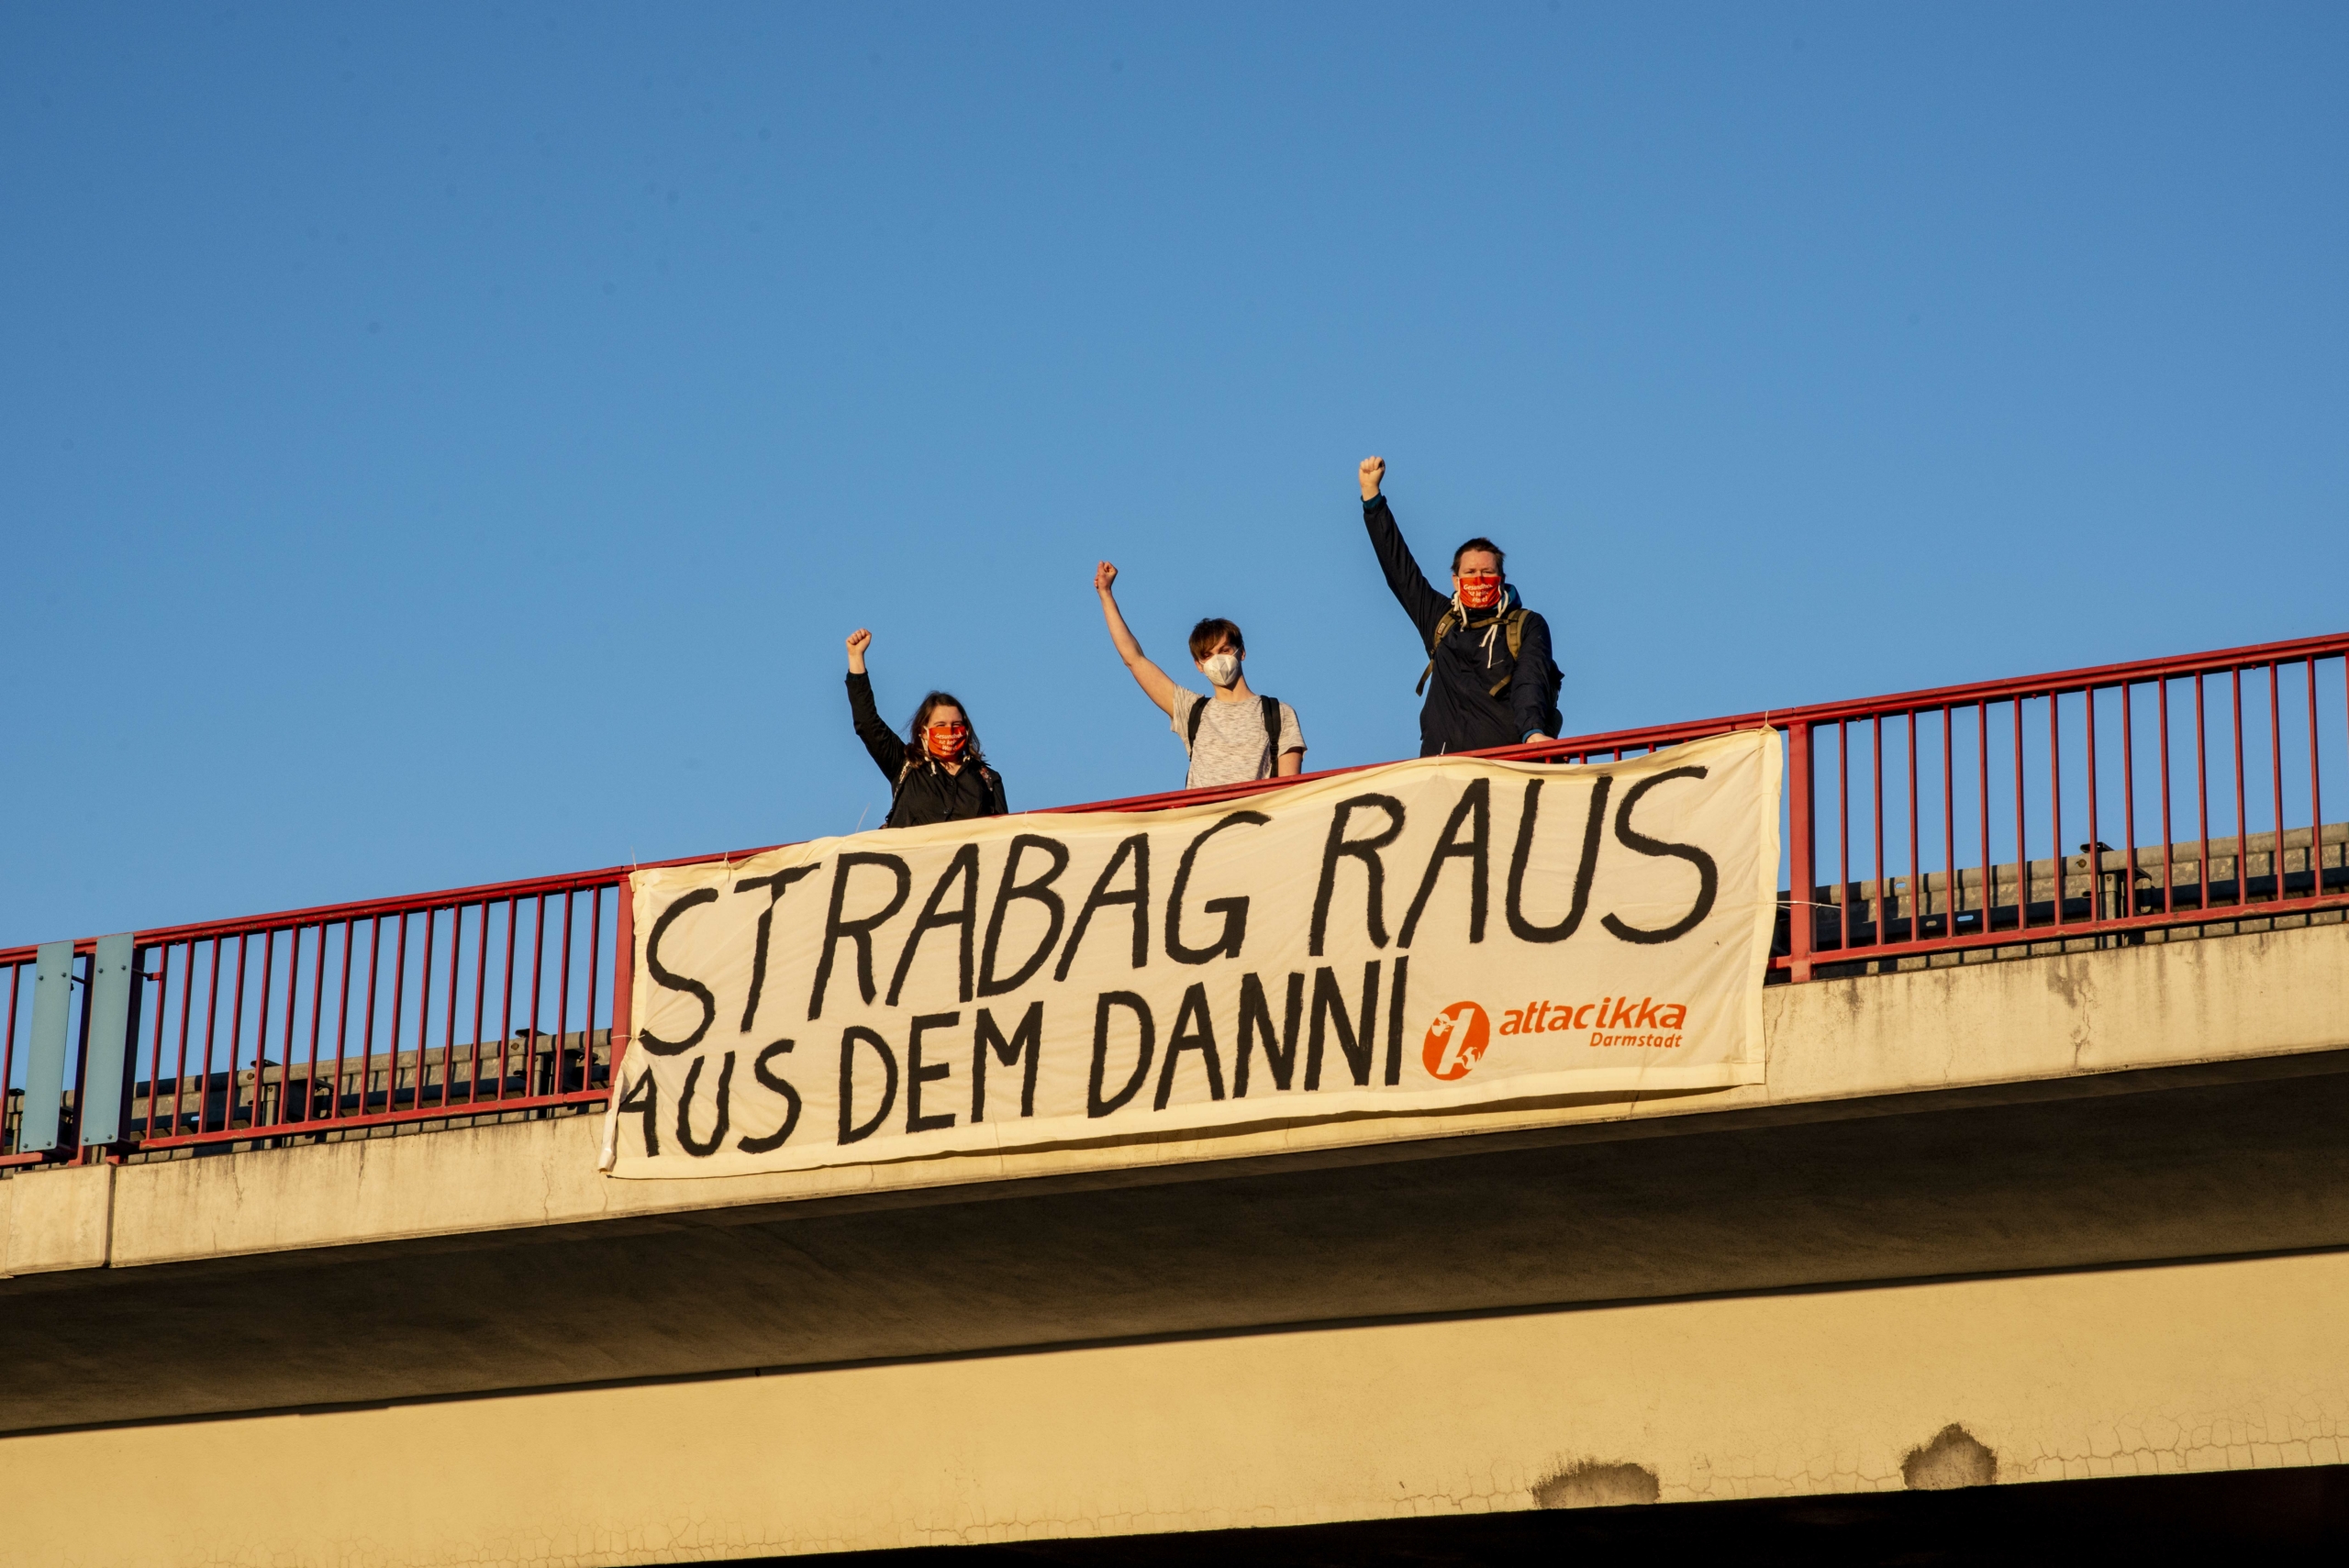 STRABAG RAUS
AUS DEM DANNI
attacikka
Darmstadt